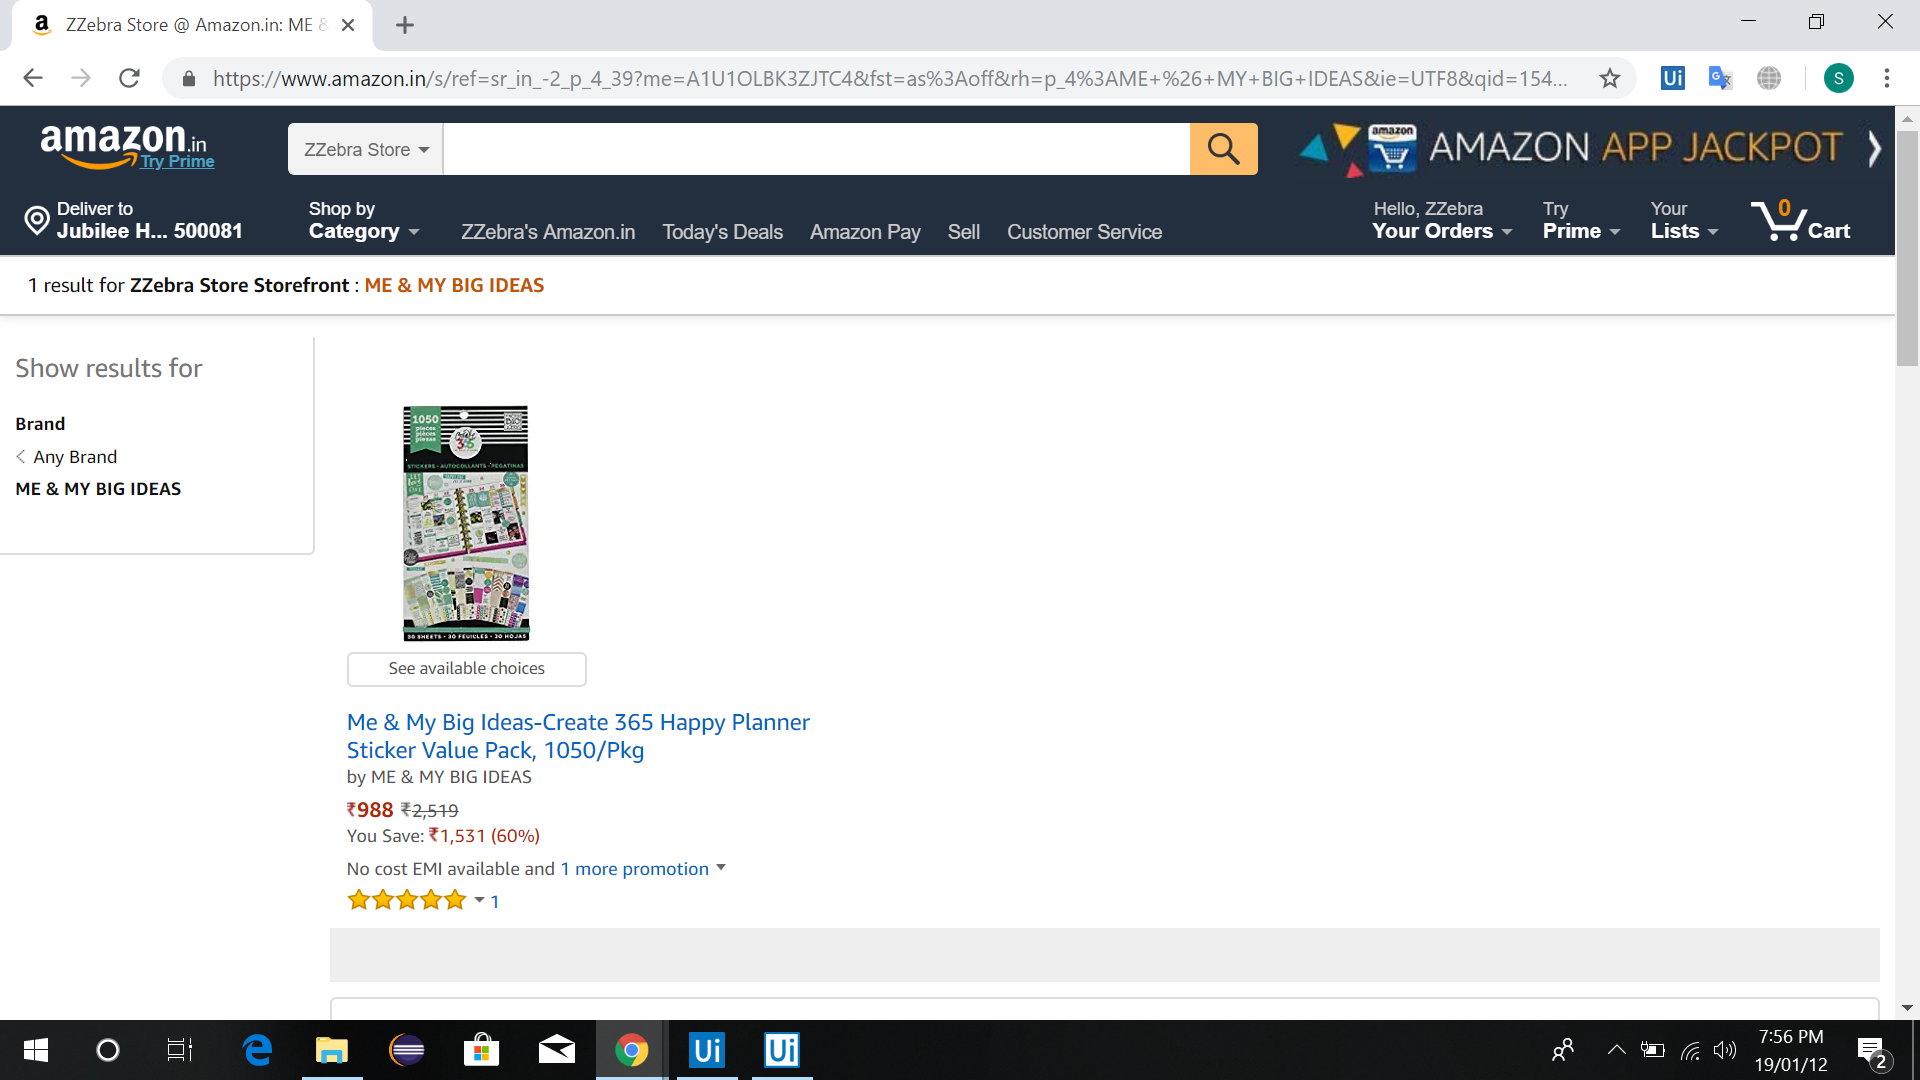 ZZebra Store @ Amazon.in: ME &
https://www.amazon.in/s/ref=sr_in_-2_p_4_39?me=A1U1OLBK3ZJTC4&fst=as%3Aoff&rh=p_4%3AME+%26+MY+BIG+IDEAS&ie=UTF8&qid=154...
Ui
S
amazon.in
Try Prime
ZZebra Store
amazon
AMAZON APP JACKPOT
Deliver to
Jubilee H... 500081
Shop by
Category
ZZebra's Amazon.in
Today's Deals
Amazon Pay
Sell
Customer Service
Hello, ZZebra
Your Orders
Try
Prime
Your
Lists
0
Cart
1 result for ZZebra Store Storefront : ME & MY BIG IDEAS
Show results for
Brand
Any Brand
ME & MY BIG IDEAS
1050
pieces
pièces
piezas
365
STICKERS • AUTOCOLLANTS • PEGATINAS
30 SHEETS • 30 FEUILLES • 30 HOJAS
See available choices
Me & My Big Ideas-Create 365 Happy Planner
Sticker Value Pack, 1050/Pkg
by ME & MY BIG IDEAS
₹988 ₹2,519
You Save: ₹1,531 (60%)
No cost EMI available and 1 more promotion
1
Ui
Ui
7:56 PM
19/01/12
2